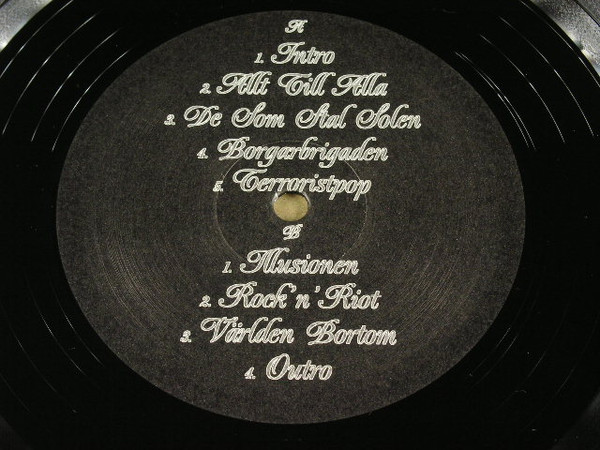 A
1. Intro
2. Allt Till Alla
3. De Som Stal Solen
4. Borgarbrigaden
5. Terroristpop
B
1. Illusionen
2. Rock'n'Riot
3. Världen Bortom
4. Outro